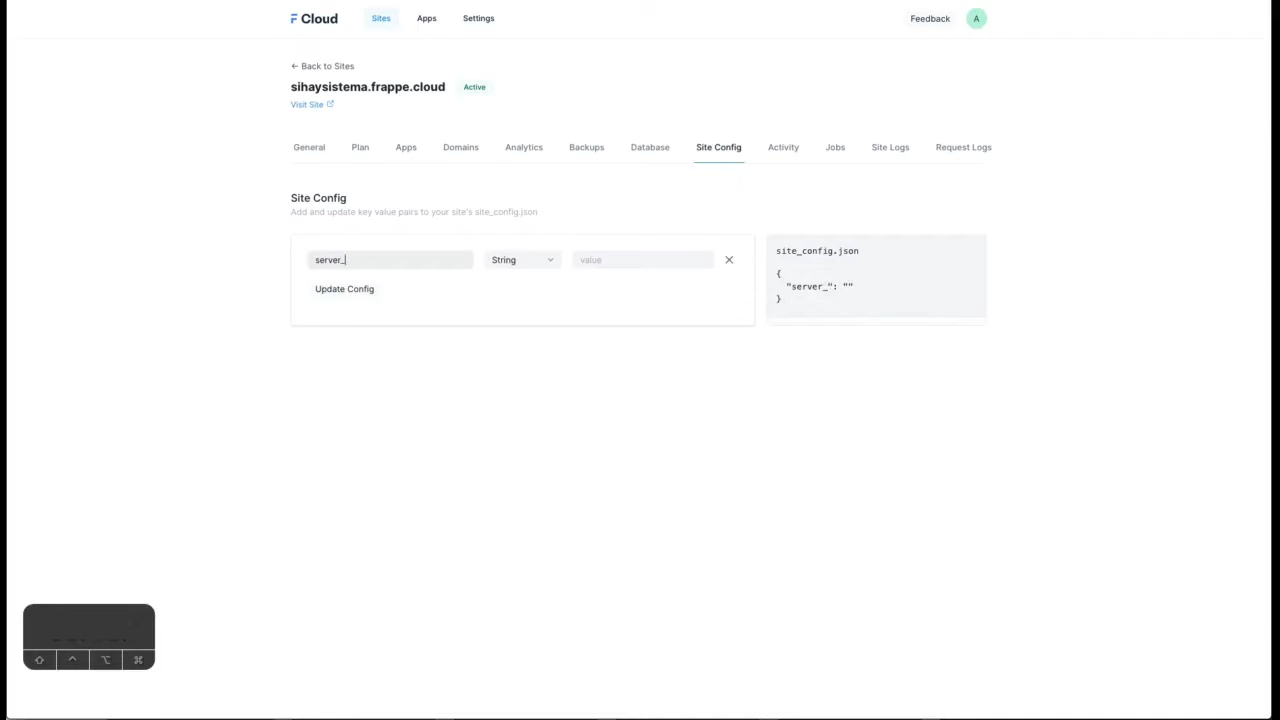 Cloud
Sites Apps Settings
Feedback A
← Back to Sites
sihaysistema.frappe.cloud Active
Visit Site
General Plan Apps Domains Analytics Backups Database Site Config Activity Jobs Site Logs Request Logs
Site Config
Add and update key value pairs to your site's site_config.json
server_ String value
Update Config
site_config.json
{
"server_": ""
}